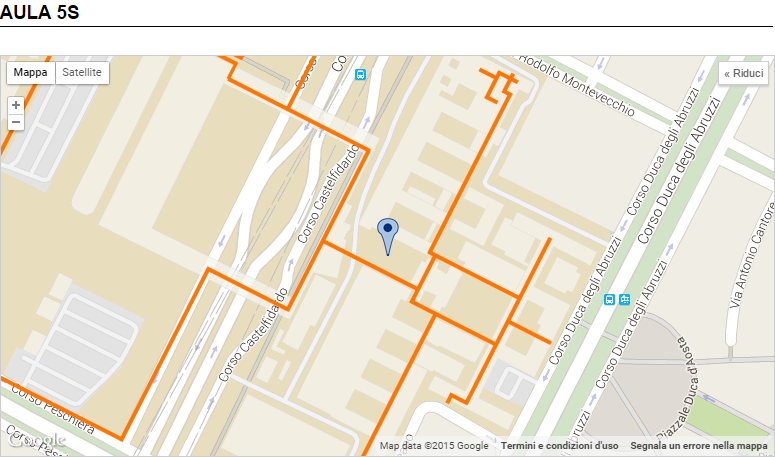 AULA 5S
Mappa
Satellite
« Riduci
+
−
Corso
Rodolfo Montevecchio
Corso Duca degli Abruzzi
Corso Duca degli Abruzzi
Corso Castelfidardo
Corso Castelfidardo
Corso Duca degli Abruzzi
Corso Duca degli Abruzzi
Via Antonio Cantore
Piazzale Duca d'Aosta
Corso Peschiera
Corso Pesc
Google
Map data ©2015 Google
Termini e condizioni d'uso
Segnala un errore nella mappa